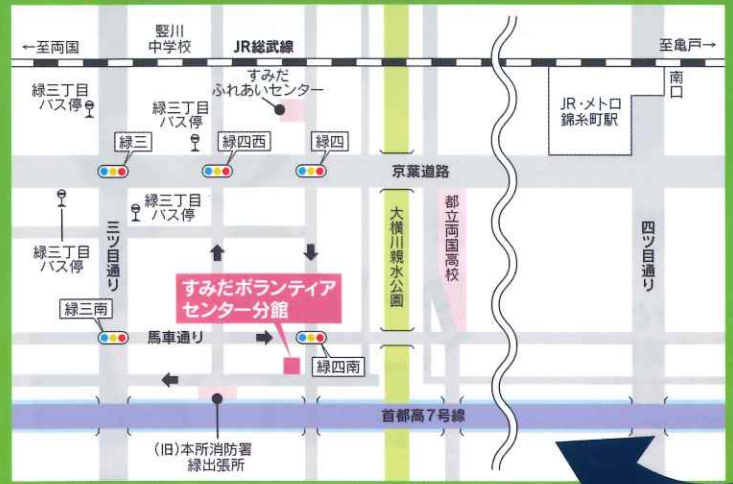 ←至両国
竪川
中学校
JR総武線
至亀戸→
すみだ
ふれあいセンター
南口
JR・メトロ
錦糸町駅
緑三丁目
バス停
緑三丁目
バス停
緑三
緑四西
緑四
京葉道路
緑三丁目
バス停
緑三丁目
バス停
三ツ目通り
大横川親水公園
都立両国高校
四ツ目通り
すみだボランティア
センター分館
緑三南
馬車通り
緑四南
首都高7号線
(旧)本所消防署
緑出張所